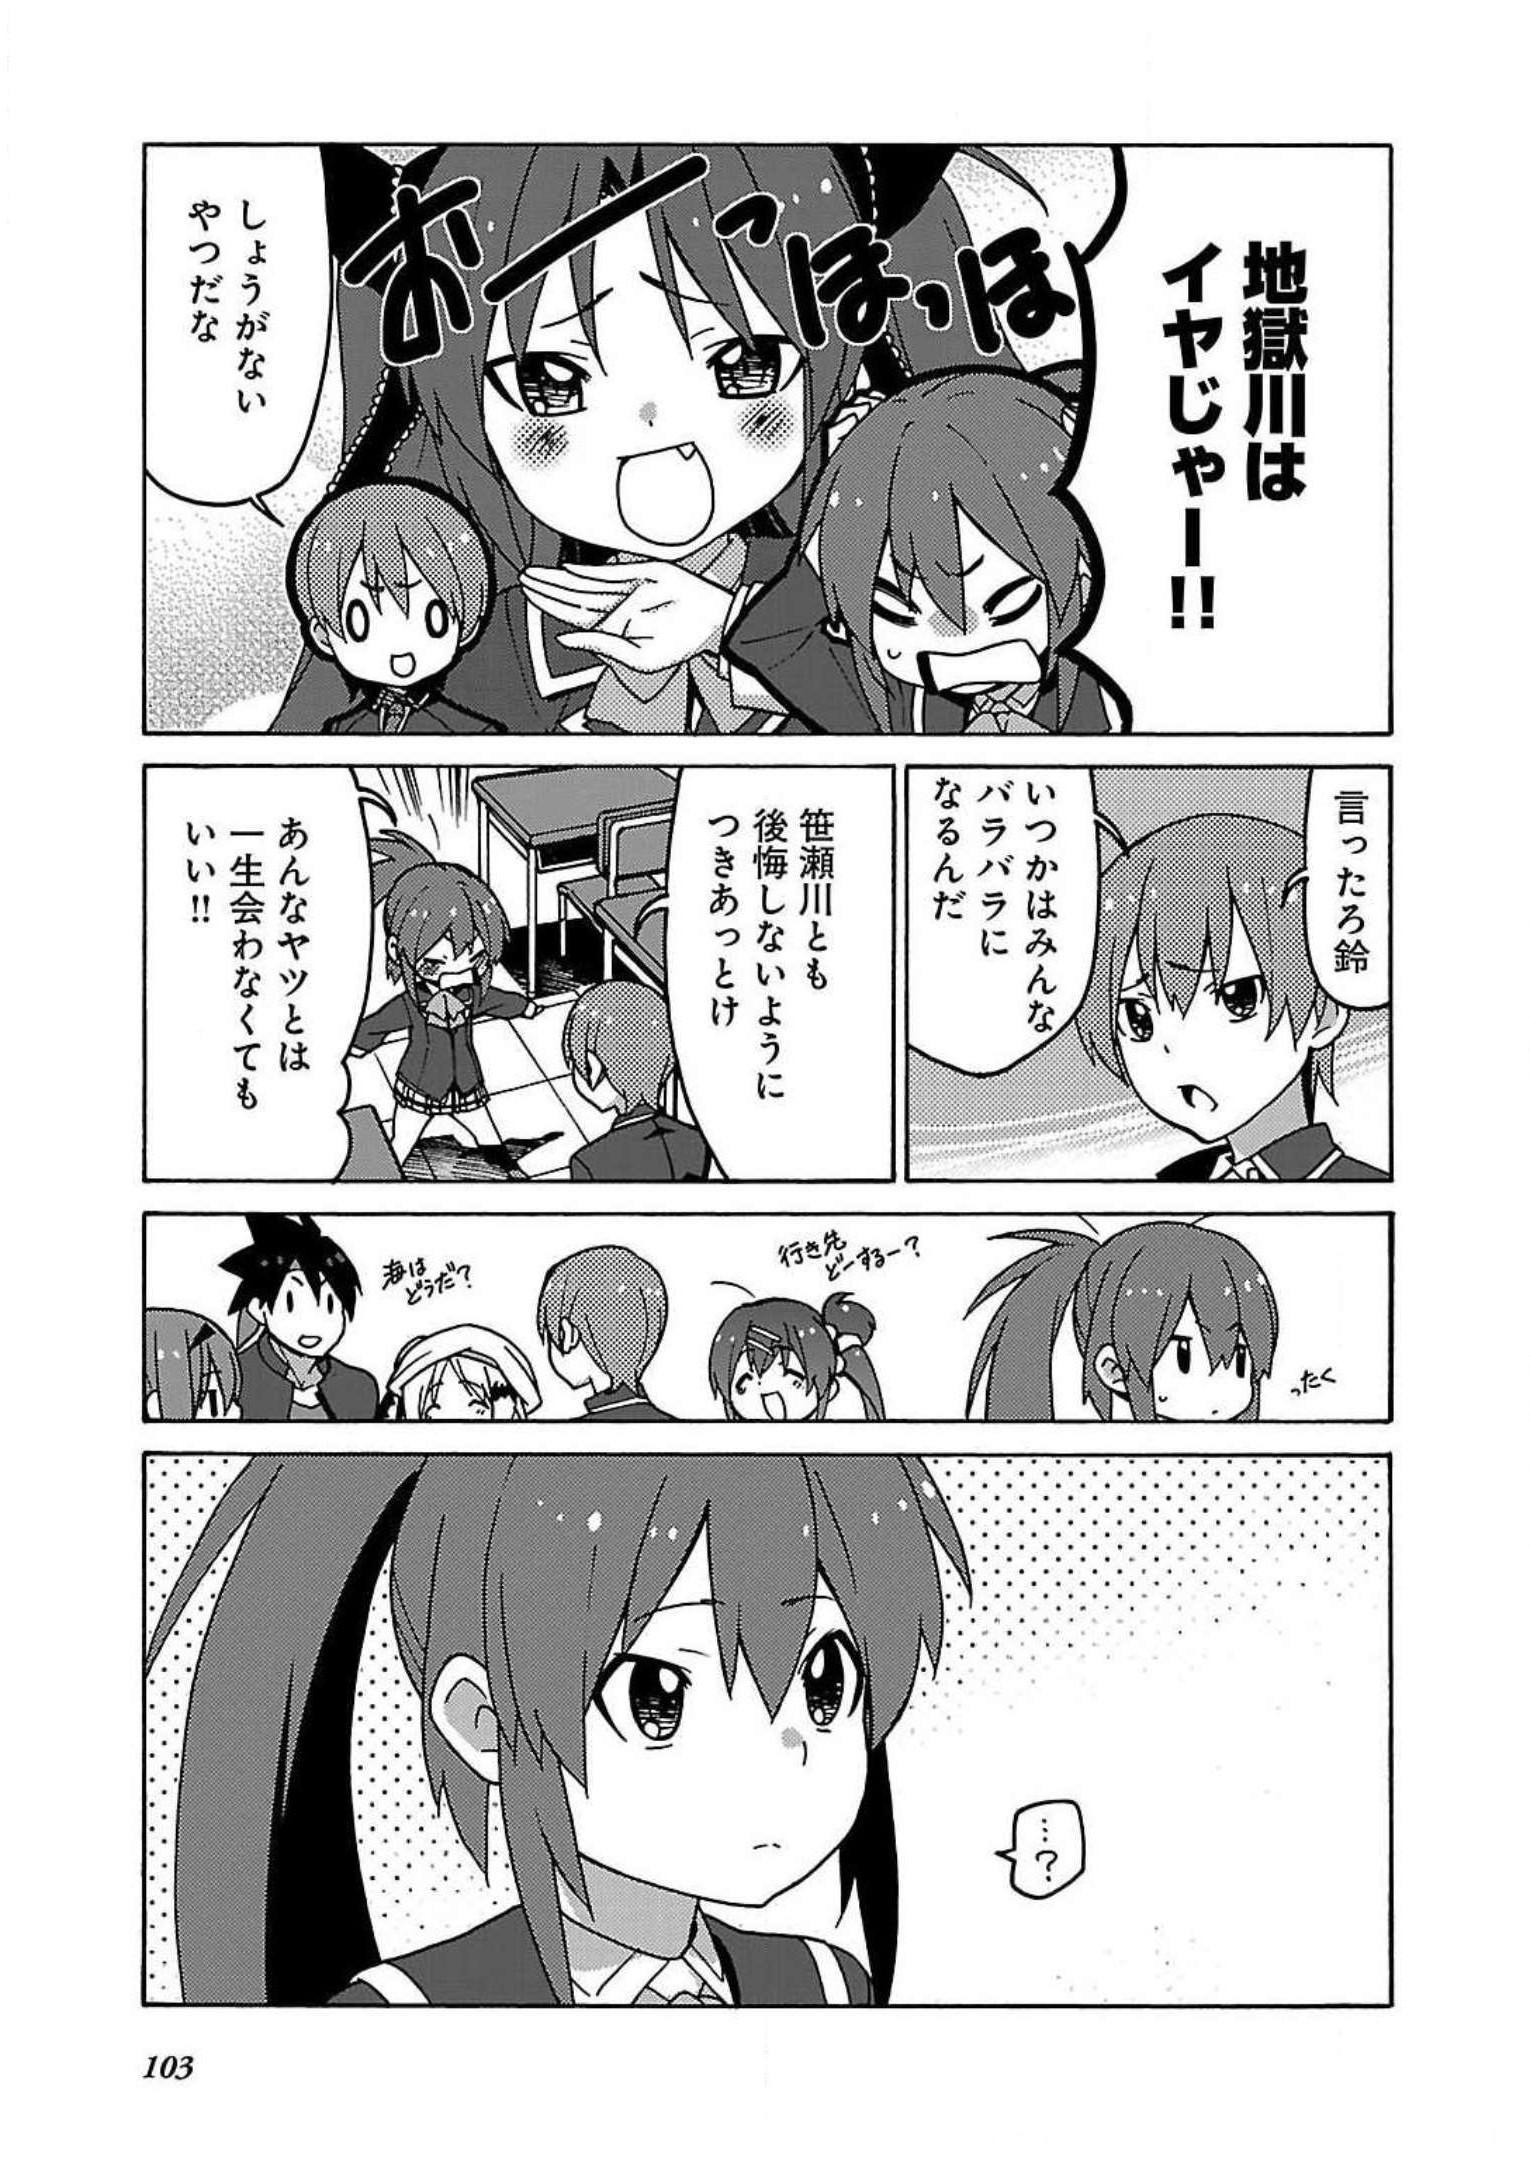 地獄川は
イヤじゃー!!
おーっほっほ
しょうがない
やつだな
言ったろ鈴
いつかはみんな
バラバラに
なるんだ
笹瀬川とも
後悔しないように
つきあっとけ
あんなヤツとは
一生会わなくても
いい!!
ったく
行き先
どーするー?
海は
どうだ?
…?
103